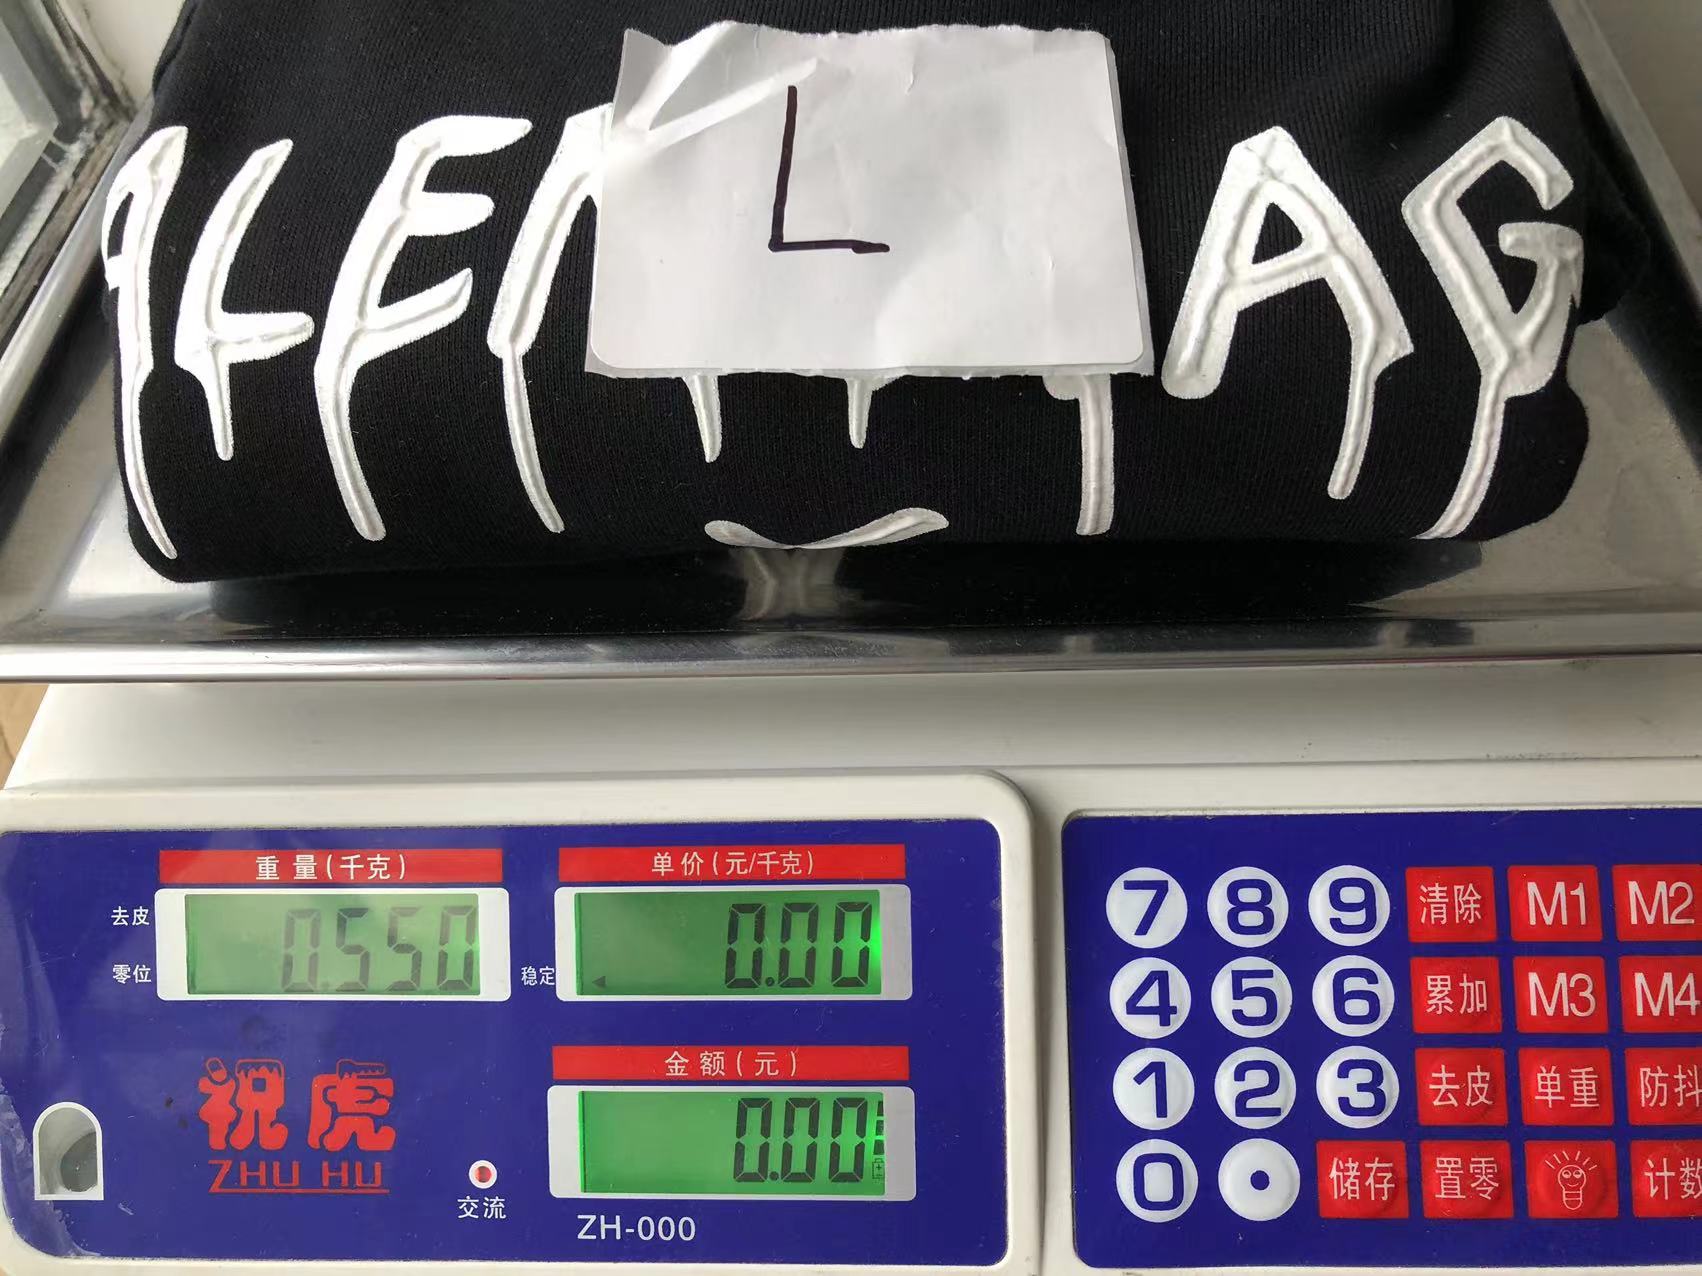 L
ALEN AG
重量(千克)
单价(元/千克)
去皮
0.550
零位
稳定
0.00
金额(元)
0.00
祝虎
ZHU HU
交流
ZH-000
7 8 9 清除 M1 M2
4 5 6 累加 M3 M4
1 2 3 去皮 单重 防抖
0 . 储存 置零 计数